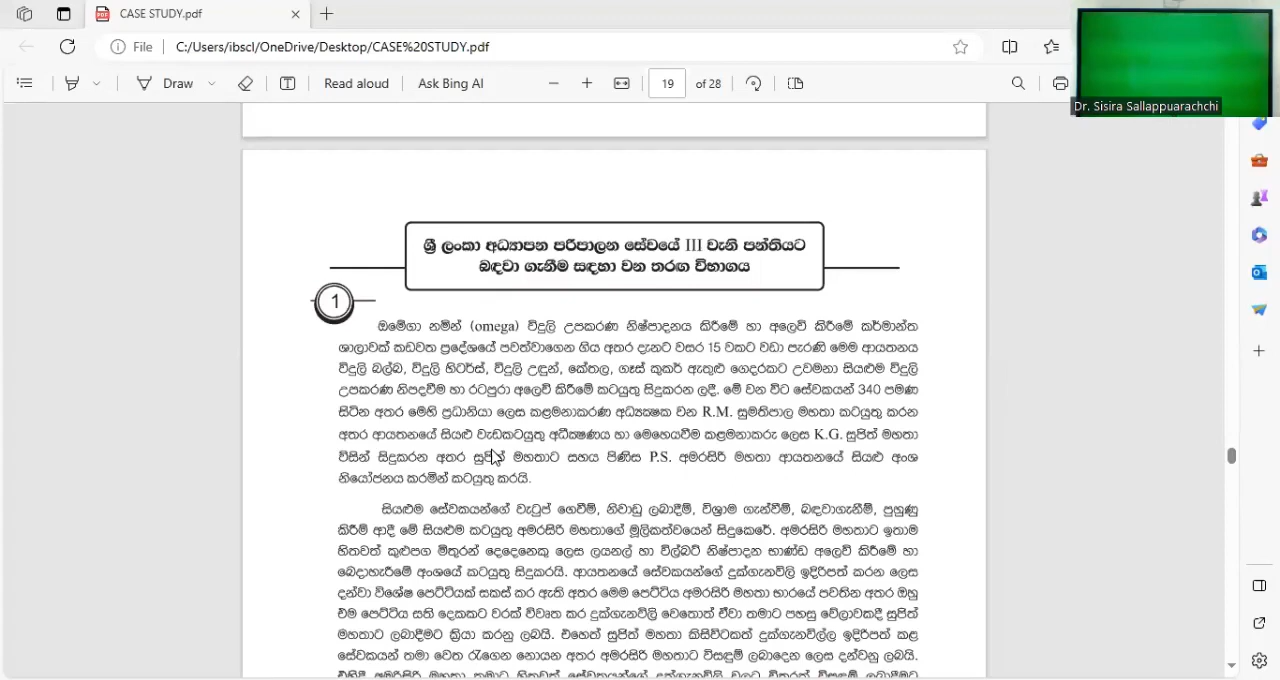 CASE STUDY.pdf
File C:/Users/ibscl/OneDrive/Desktop/CASE%20STUDY.pdf
Draw Read aloud Ask Bing AI 19 of 28
Dr. Sisira Sallappuarachchi
ශ්‍රී ලංකා අධ්‍යාපන පරිපාලන සේවයේ III වැනි පන්තියට
බඳවා ගැනීම සඳහා වන තරඟ විභාගය
1
ඔමේගා නමින් (omega) විදුලි උපකරණ නිෂ්පාදනය කිරීමේ හා අලෙවි කිරීමේ කර්මාන්ත
ශාලාවක් කඩවත ප්‍රදේශයේ පවත්වාගෙන ගිය අතර දැනට වසර 15 වකට වඩා පැරණි මෙම ආයතනය
විදුලි බල්බ, විදුලි හීටර්ස්, විදුලි උඳුන්, කේතල, ගෑස් කුකර් ඇතුළු ගෙදරකට උවමනා සියළුම විදුලි
උපකරණ නිපදවීම හා රටපුරා අලෙවි කිරීමේ කටයුතු සිදුකරන ලදී. මේ වන විට සේවකයන් 340 පමණ
සිටින අතර මෙහි ප්‍රධානියා ලෙස කළමනාකරණ අධ්‍යක්ෂක වන R.M. සුමතිපාල මහතා කටයුතු කරන
අතර ආයතනයේ සියළු වැඩකටයුතු අධීක්ෂණය හා මෙහෙයවීම කළමනාකරු ලෙස K.G. සුජිත් මහතා
විසින් සිදුකරන අතර සුජිත් මහතාට සහය පිණිස P.S. අමරසිරි මහතා ආයතනයේ සියළු අංශ
නියෝජනය කරමින් කටයුතු කරයි.
සියළුම සේවකයන්ගේ වැටුප් ගෙවීම්, නිවාඩු ලබාදීම්, විශ්‍රාම ගැන්වීම්, බඳවාගැනීම්, පුහුණු
කිරීම් ආදී මේ සියළුම කටයුතු අමරසිරි මහතාගේ මූලිකත්වයෙන් සිදුකෙරේ. අමරසිරි මහතාට ඉතාම
හිතවත් කුළුපග මිතුරන් දෙදෙනෙකු ලෙස ලයනල් හා විල්බට් නිෂ්පාදන භාණ්ඩ අලෙවි කිරීමේ හා
බෙදාහැරීමේ අංශයේ කටයුතු සිදුකරයි. ආයතනයේ සේවකයන්ගේ දුක්ගැනවිලි ඉදිරිපත් කරන ලෙස
දන්වා විශේෂ පෙට්ටියක් සකස් කර ඇති අතර මෙම පෙට්ටිය අමරසිරි මහතා භාරයේ පවතින අතර ඔහු
එම පෙට්ටිය සති දෙකකට වරක් විවෘත කර දුක්ගැනවිලි වෙතොත් ඒවා තමාට පහසු වේලාවකදී සුජිත්
මහතාට ලබාදීමට ක්‍රියා කරනු ලබයි. එහෙත් සුජිත් මහතා කිසිවිටකත් දුක්ගැනවිල්ල ඉදිරිපත් කළ
සේවකයන් තමා වෙත රැගෙන නොයන අතර අමරසිරි මහතාට විසඳුම් ලබාදෙන ලෙස දන්වනු ලබයි.